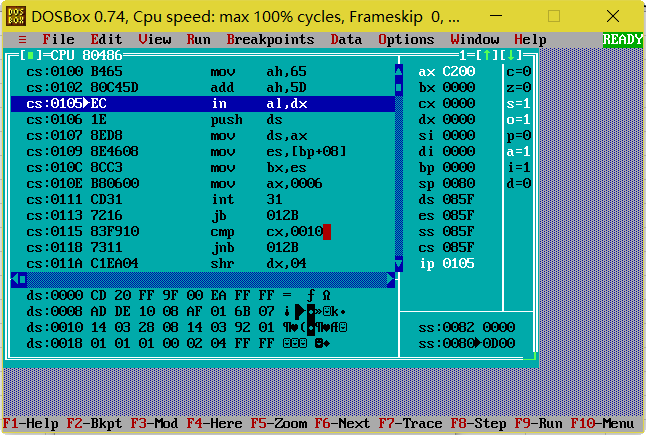 DOSBox 0.74, Cpu speed: max 100% cycles, Frameskip 0, ...
≡ File Edit View Run Breakpoints Data Options Window Help READY
[■]=CPU 80486 1=[↑][↓]
cs:0100 B465 mov ah,65 ax C200 c=0
cs:0102 80C45D add ah,5D bx 0000 z=0
cs:0105►EC in al,dx cx 0000 s=1
cs:0106 1E push ds dx 0000 o=1
cs:0107 8ED8 mov ds,ax si 0000 p=0
cs:0109 8E4608 mov es,[bp+08] di 0000 a=1
cs:010C 8CC3 mov bx,es bp 0000 i=1
cs:010E B80600 mov ax,0006 sp 0080 d=0
cs:0111 CD31 int 31 ds 085F
cs:0113 7216 jb 012B es 085F
cs:0115 83F910 cmp cx,0010 ss 085F
cs:0118 7311 jnb 012B cs 085F
cs:011A C1EA04 shr dx,04 ip 0105
ds:0000 CD 20 FF 9F 00 EA FF FF = ƒ Ω
ds:0008 AD DE 10 08 AF 01 6B 07
ds:0010 14 03 28 08 14 03 92 01 ss:0082 0000
ds:0018 01 01 01 00 02 04 FF FF ss:0080►0D00
F1-Help F2-Bkpt F3-Mod F4-Here F5-Zoom F6-Next F7-Trace F8-Step F9-Run F10-Menu